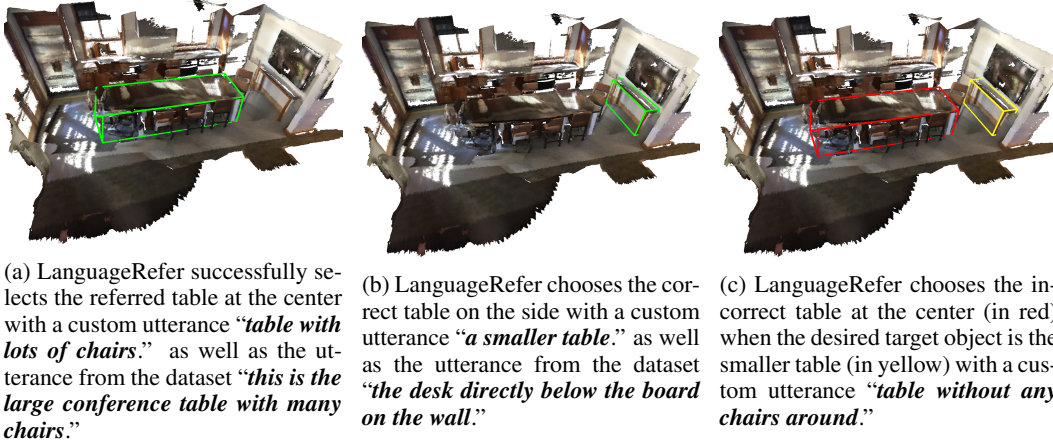 (a) LanguageRefer successfully se-
lects the referred table at the center
with a custom utterance “table with
lots of chairs.” as well as the ut-
terance from the dataset “this is the
large conference table with many
chairs.”
(b) LanguageRefer chooses the cor-
rect table on the side with a custom
utterance “a smaller table.” as well
as the utterance from the dataset
“the desk directly below the board
on the wall.”
(c) LanguageRefer chooses the in-
correct table at the center (in red)
when the desired target object is the
smaller table (in yellow) with a cus-
tom utterance “table without any
chairs around.”